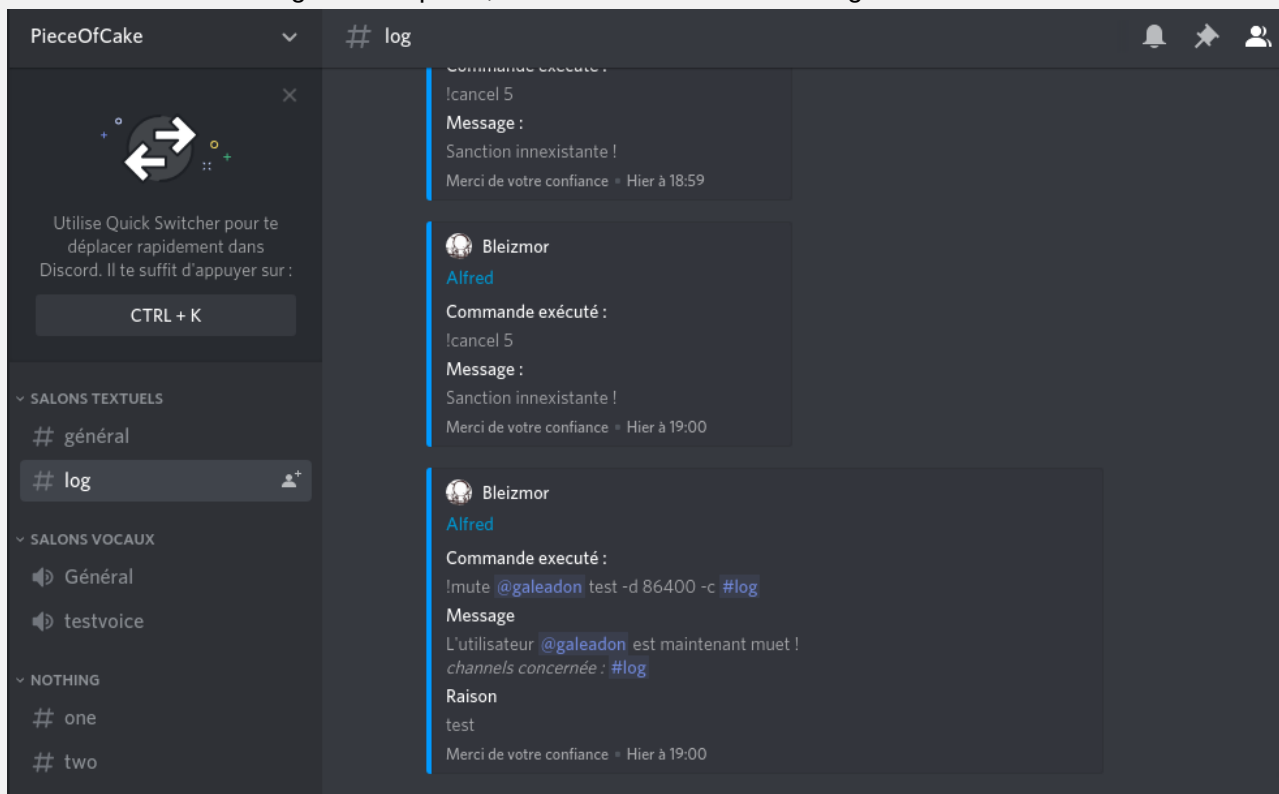 PieceOfCake
# log
Utilise Quick Switcher pour te
déplacer rapidement dans
Discord. Il te suffit d'appuyer sur :
CTRL + K
SALONS TEXTUELS
# général
# log
SALONS VOCAUX
Général
testvoice
NOTHING
# one
# two
!cancel 5
Message :
Sanction innexistante !
Merci de votre confiance • Hier à 18:59
Bleizmor
Alfred
Commande exécuté :
!cancel 5
Message :
Sanction innexistante !
Merci de votre confiance • Hier à 19:00
Bleizmor
Alfred
Commande executé :
!mute @galeadon test -d 86400 -c #log
Message
L'utilisateur @galeadon est maintenant muet !
channels concernée : #log
Raison
test
Merci de votre confiance • Hier à 19:00